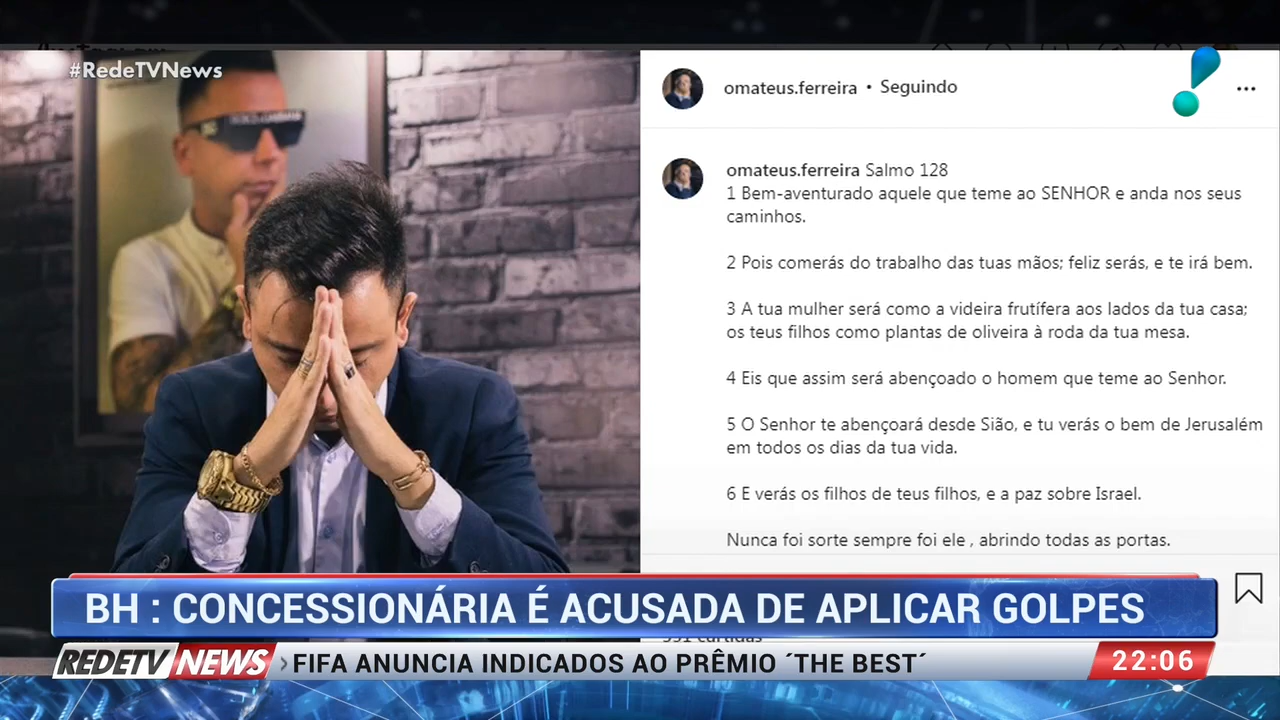 #RedeTVNews
omateus.ferreira • Seguindo
omateus.ferreira Salmo 128
1 Bem-aventurado aquele que teme ao SENHOR e anda nos seus
caminhos.
2 Pois comerás do trabalho das tuas mãos; feliz serás, e te irá bem.
3 A tua mulher será como a videira frutífera aos lados da tua casa;
os teus filhos como plantas de oliveira à roda da tua mesa.
4 Eis que assim será abençoado o homem que teme ao Senhor.
5 O Senhor te abençoará desde Sião, e tu verás o bem de Jerusalém
em todos os dias da tua vida.
6 E verás os filhos de teus filhos, e a paz sobre Israel.
Nunca foi sorte sempre foi ele , abrindo todas as portas.
BH : CONCESSIONÁRIA É ACUSADA DE APLICAR GOLPES
REDETV NEWS
›FIFA ANUNCIA INDICADOS AO PRÊMIO ´THE BEST´
22:06